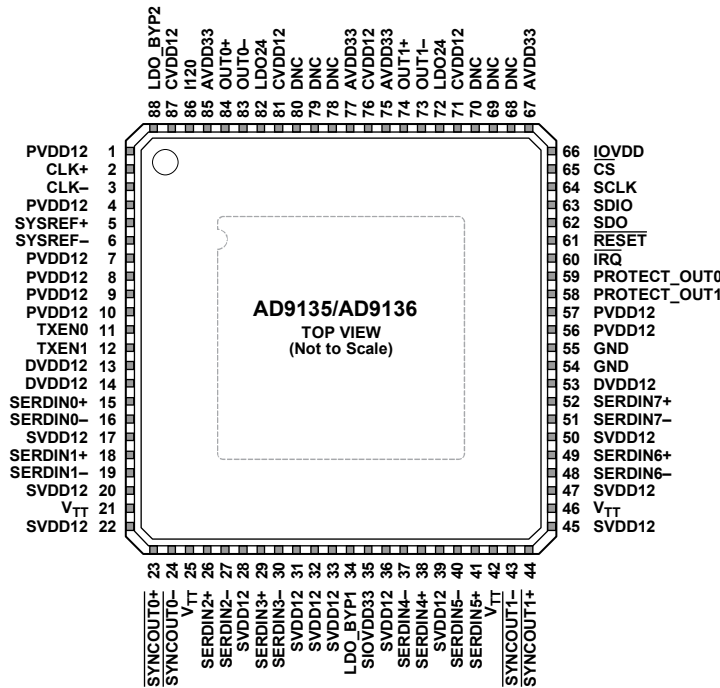 88 LDO_BYP2
87 CVDD12
86 I120
85 AVDD33
84 OUT0+
83 OUT0–
82 LDO24
81 CVDD12
80 DNC
79 DNC
78 DNC
77 AVDD33
76 CVDD12
75 AVDD33
74 OUT1+
73 OUT1–
72 LDO24
71 CVDD12
70 DNC
69 DNC
68 DNC
67 AVDD33
PVDD12 1
CLK+ 2
CLK– 3
PVDD12 4
SYSREF+ 5
SYSREF– 6
PVDD12 7
PVDD12 8
PVDD12 9
PVDD12 10
TXEN0 11
TXEN1 12
DVDD12 13
DVDD12 14
SERDIN0+ 15
SERDIN0– 16
SVDD12 17
SERDIN1+ 18
SERDIN1– 19
SVDD12 20
VTT 21
SVDD12 22
AD9135/AD9136
TOP VIEW
(Not to Scale)
66 IOVDD
65 CS
64 SCLK
63 SDIO
62 SDO
61 RESET
60 IRQ
59 PROTECT_OUT0
58 PROTECT_OUT1
57 PVDD12
56 PVDD12
55 GND
54 GND
53 DVDD12
52 SERDIN7+
51 SERDIN7–
50 SVDD12
49 SERDIN6+
48 SERDIN6–
47 SVDD12
46 VTT
45 SVDD12
SYNCOUT0+ 23
SYNCOUT0– 24
VTT 25
SERDIN2+ 26
SERDIN2– 27
SVDD12 28
SERDIN3+ 29
SERDIN3– 30
SVDD12 31
SVDD12 32
SVDD12 33
LDO_BYP1 34
SIOVDD33 35
SVDD12 36
SERDIN4– 37
SERDIN4+ 38
SVDD12 39
SERDIN5– 40
SERDIN5+ 41
VTT 42
SYNCOUT1– 43
SYNCOUT1+ 44